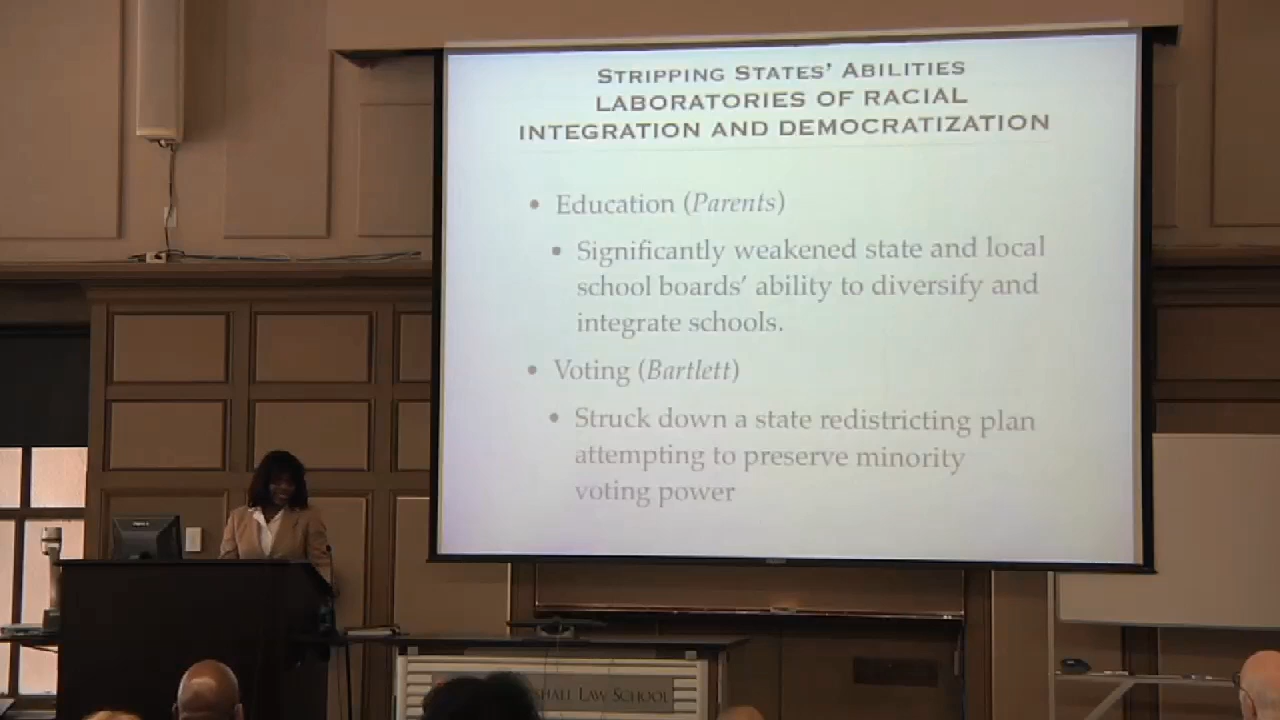 STRIPPING STATES' ABILITIES
LABORATORIES OF RACIAL
INTEGRATION AND DEMOCRATIZATION
• Education (Parents)
▪ Significantly weakened state and local
school boards' ability to diversify and
integrate schools.
• Voting (Bartlett)
• Struck down a state redistricting plan
attempting to preserve minority
voting power
LAW SCHOOL